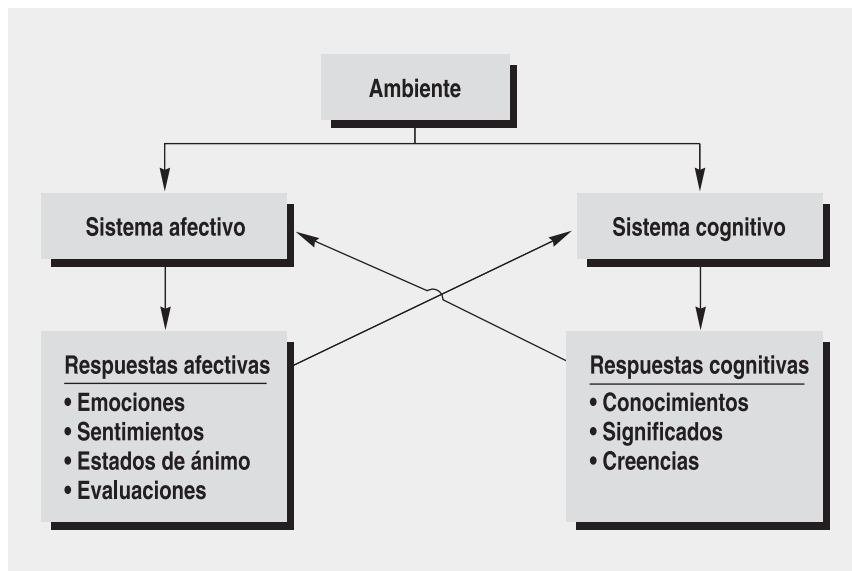 Ambiente
Sistema afectivo
Sistema cognitivo
Respuestas afectivas
• Emociones
• Sentimientos
• Estados de ánimo
• Evaluaciones
Respuestas cognitivas
• Conocimientos
• Significados
• Creencias